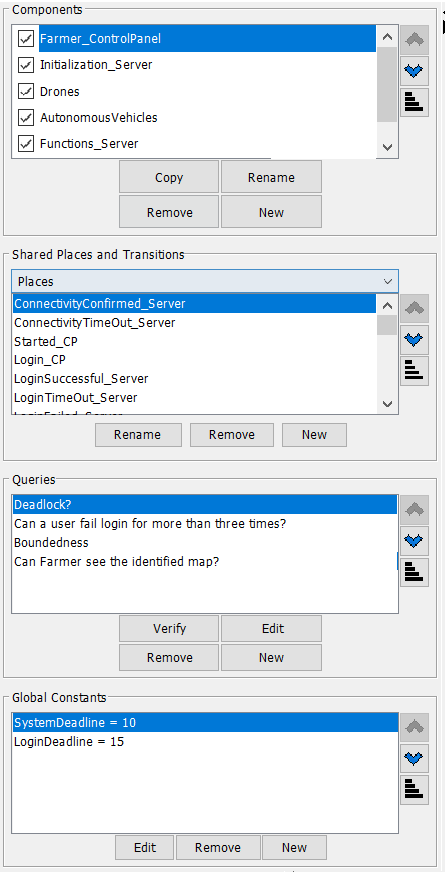 Components
Farmer_ControlPanel
Initialization_Server
Drones
AutonomousVehicles
Functions_Server
Copy Rename
Remove New
Shared Places and Transitions
Places
ConnectivityConfirmed_Server
ConnectivityTimeOut_Server
Started_CP
Login_CP
LoginSuccessful_Server
LoginTimeOut_Server
LoginFailed_Server
Rename Remove New
Queries
Deadlock?
Can a user fail login for more than three times?
Boundedness
Can Farmer see the identified map?
Verify Edit
Remove New
Global Constants
SystemDeadline = 10
LoginDeadline = 15
Edit Remove New